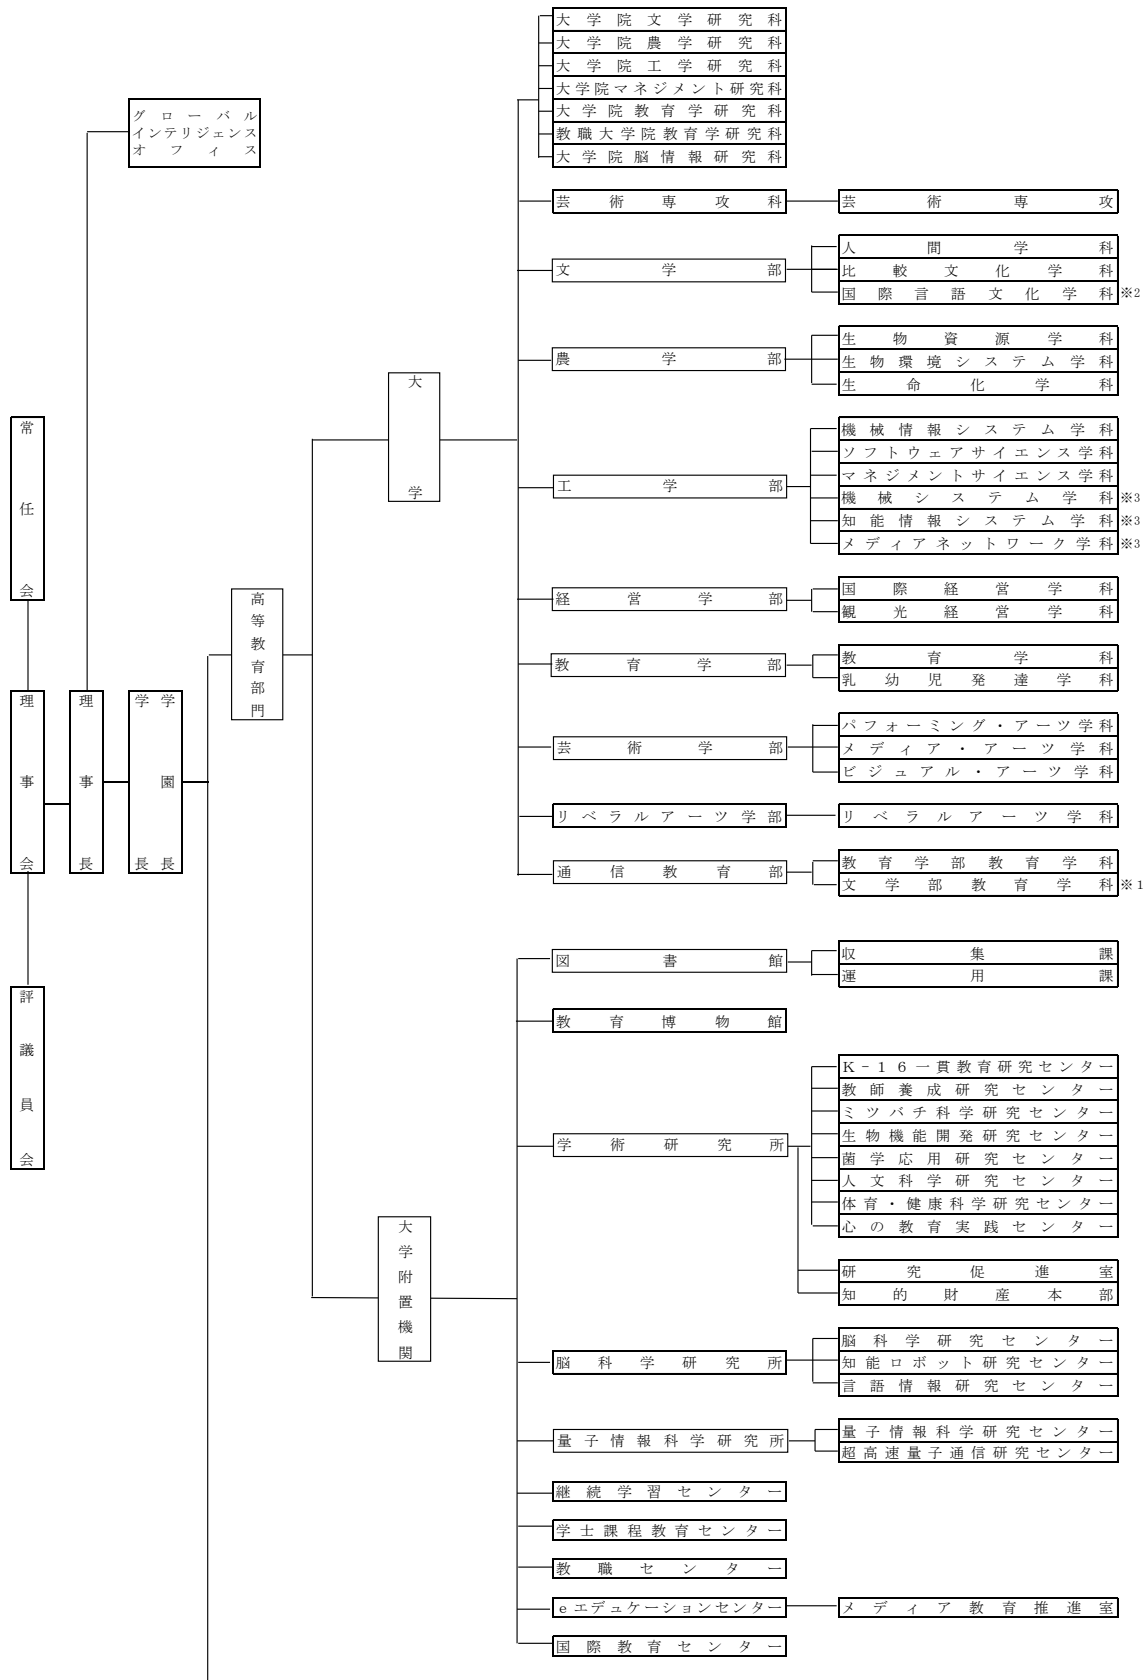 常任会
理事会
評議員会
理事長
グローバル
インテリジェンス
オフィス
学園長
学長
高等教育部門
大学
大学院文学研究科
大学院農学研究科
大学院工学研究科
大学院マネジメント研究科
大学院教育学研究科
教職大学院教育学研究科
大学院脳情報研究科
芸術専攻科
芸術専攻
文学部
人間学科
比較文化学科
国際言語文化学科※2
農学部
生物資源学科
生物環境システム学科
生命化学科
工学部
機械情報システム学科
ソフトウェアサイエンス学科
マネジメントサイエンス学科
機械システム学科※3
知能情報システム学科※3
メディアネットワーク学科※3
経営学部
国際経営学科
観光経営学科
教育学部
教育学科
乳幼児発達学科
芸術学部
パフォーミング・アーツ学科
メディア・アーツ学科
ビジュアル・アーツ学科
リベラルアーツ学部
リベラルアーツ学科
通信教育部
教育学部教育学科
文学部教育学科※1
大学附置機関
図書館
収集課
運用課
教育博物館
学術研究所
K-16一貫教育研究センター
教師養成研究センター
ミツバチ科学研究センター
生物機能開発研究センター
菌学応用研究センター
人文科学研究センター
体育・健康科学研究センター
心の教育実践センター
研究促進室
知的財産本部
脳科学研究所
脳科学研究センター
知能ロボット研究センター
言語情報研究センター
量子情報科学研究所
量子情報科学研究センター
超高速量子通信研究センター
継続学習センター
学士課程教育センター
教職センター
eエデュケーションセンター
メディア教育推進室
国際教育センター